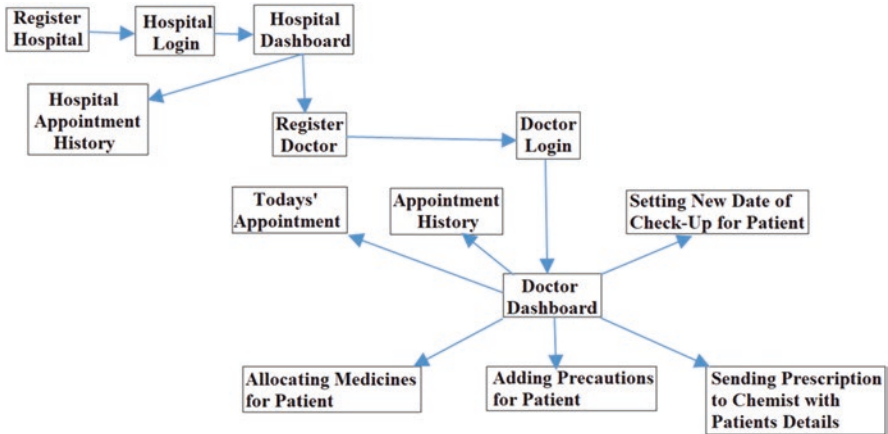 Register
Hospital
Hospital
Login
Hospital
Dashboard
Hospital
Appointment
History
Register
Doctor
Doctor
Login
Todays'
Appointment
Appointment
History
Setting New Date of
Check-Up for Patient
Doctor
Dashboard
Allocating Medicines
for Patient
Adding Precautions
for Patient
Sending Prescription
to Chemist with
Patients Details